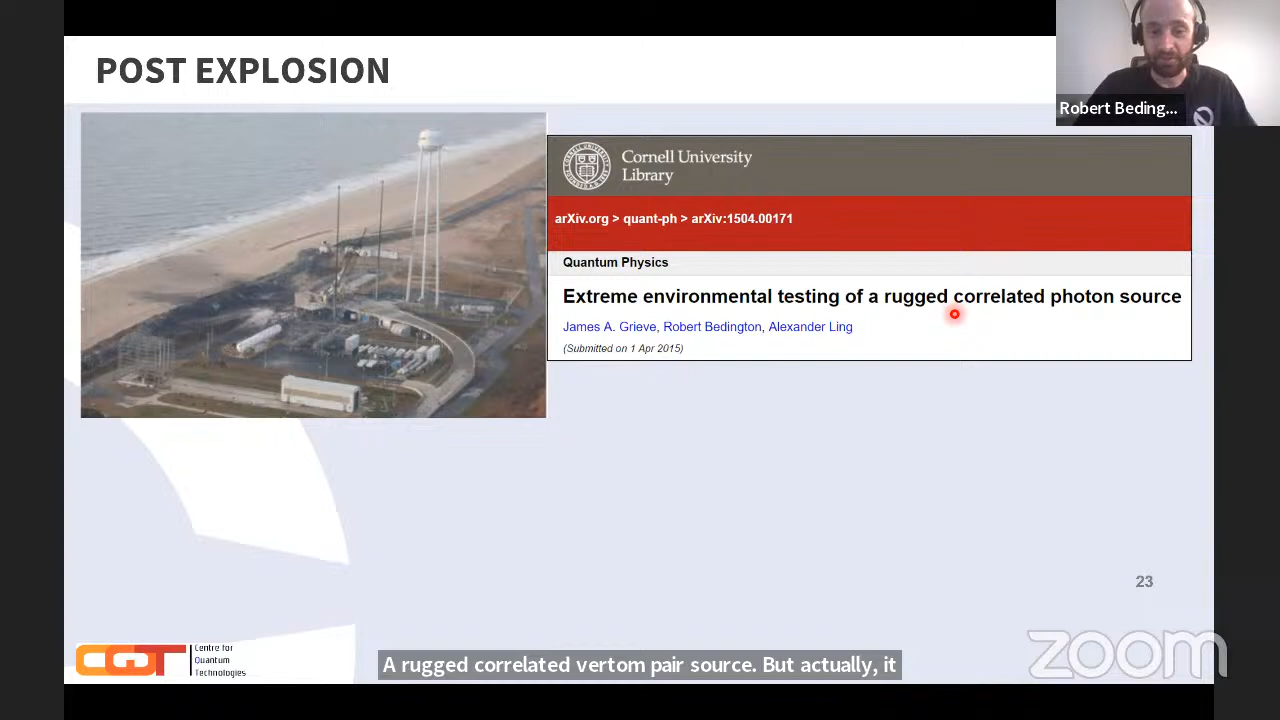 POST EXPLOSION
Robert Beding...
Cornell University
Library
arXiv.org > quant-ph > arXiv:1504.00171
Quantum Physics
Extreme environmental testing of a rugged correlated photon source
James A. Grieve, Robert Bedington, Alexander Ling
(Submitted on 1 Apr 2015)
23
CQT
Centre for
Quantum
Technologies
A rugged correlated vertom pair source. But actually, it
zoom